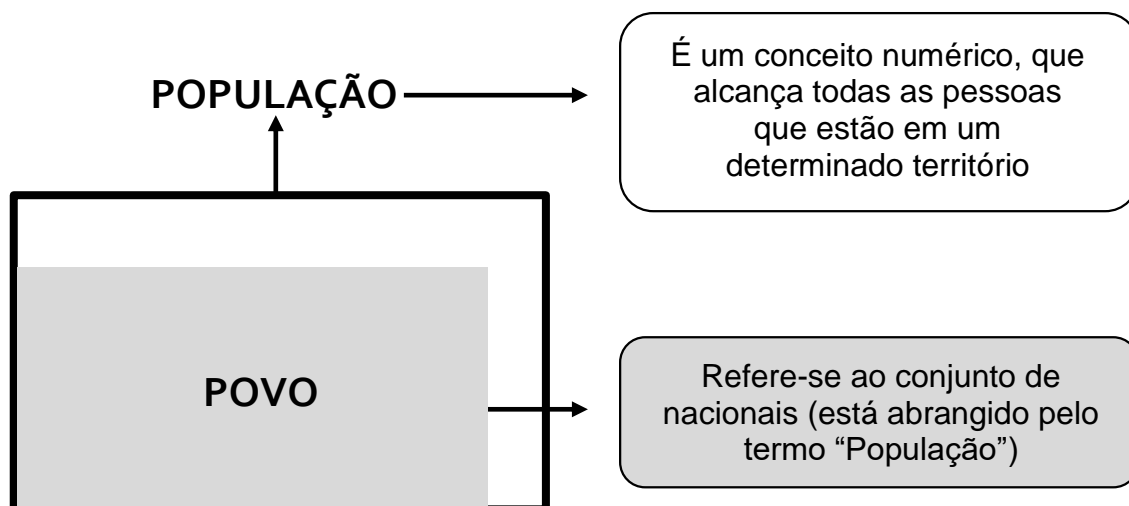 POPULAÇÃO
É um conceito numérico, que
alcança todas as pessoas
que estão em um
determinado território
POVO
Refere-se ao conjunto de
nacionais (está abrangido pelo
termo “População”)